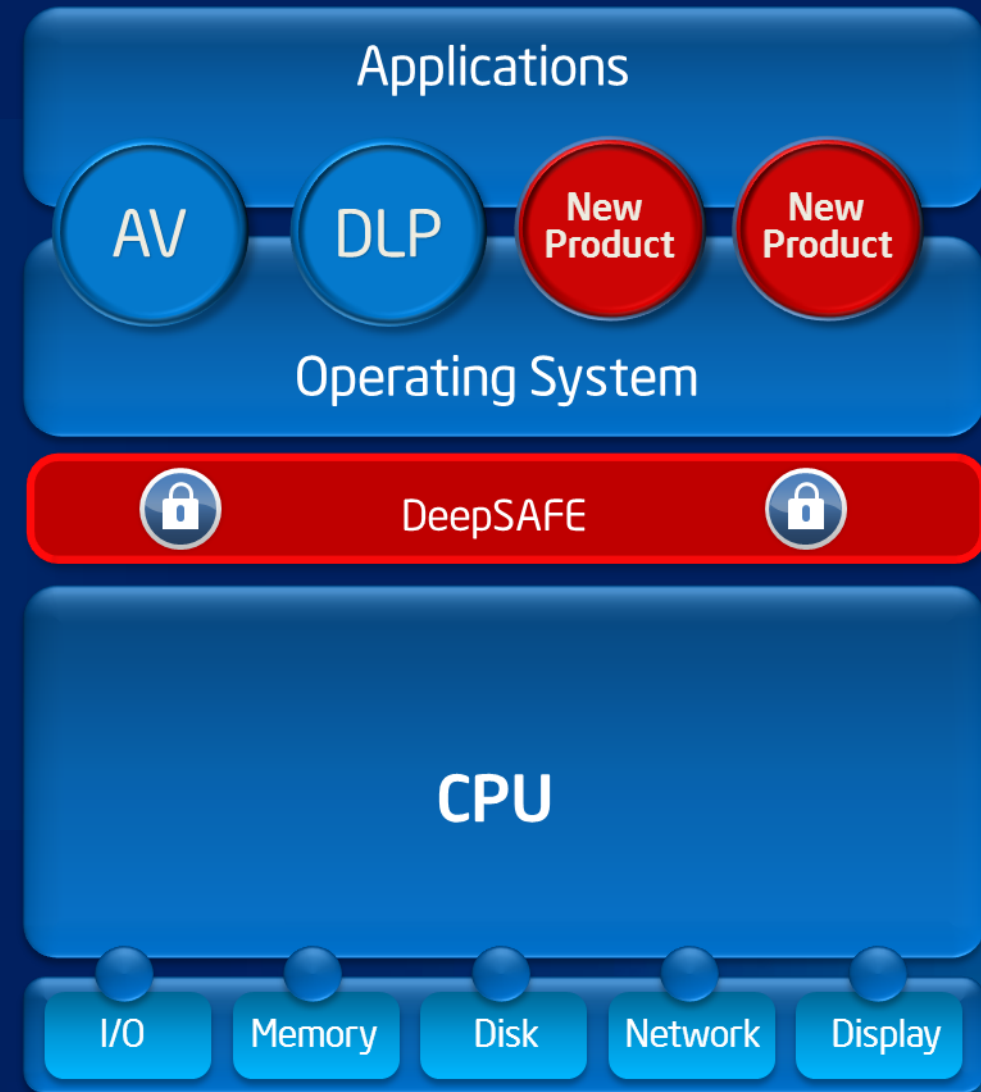 Applications
AV
DLP
New
Product
New
Product
Operating System
DeepSAFE
CPU
I/O
Memory
Disk
Network
Display